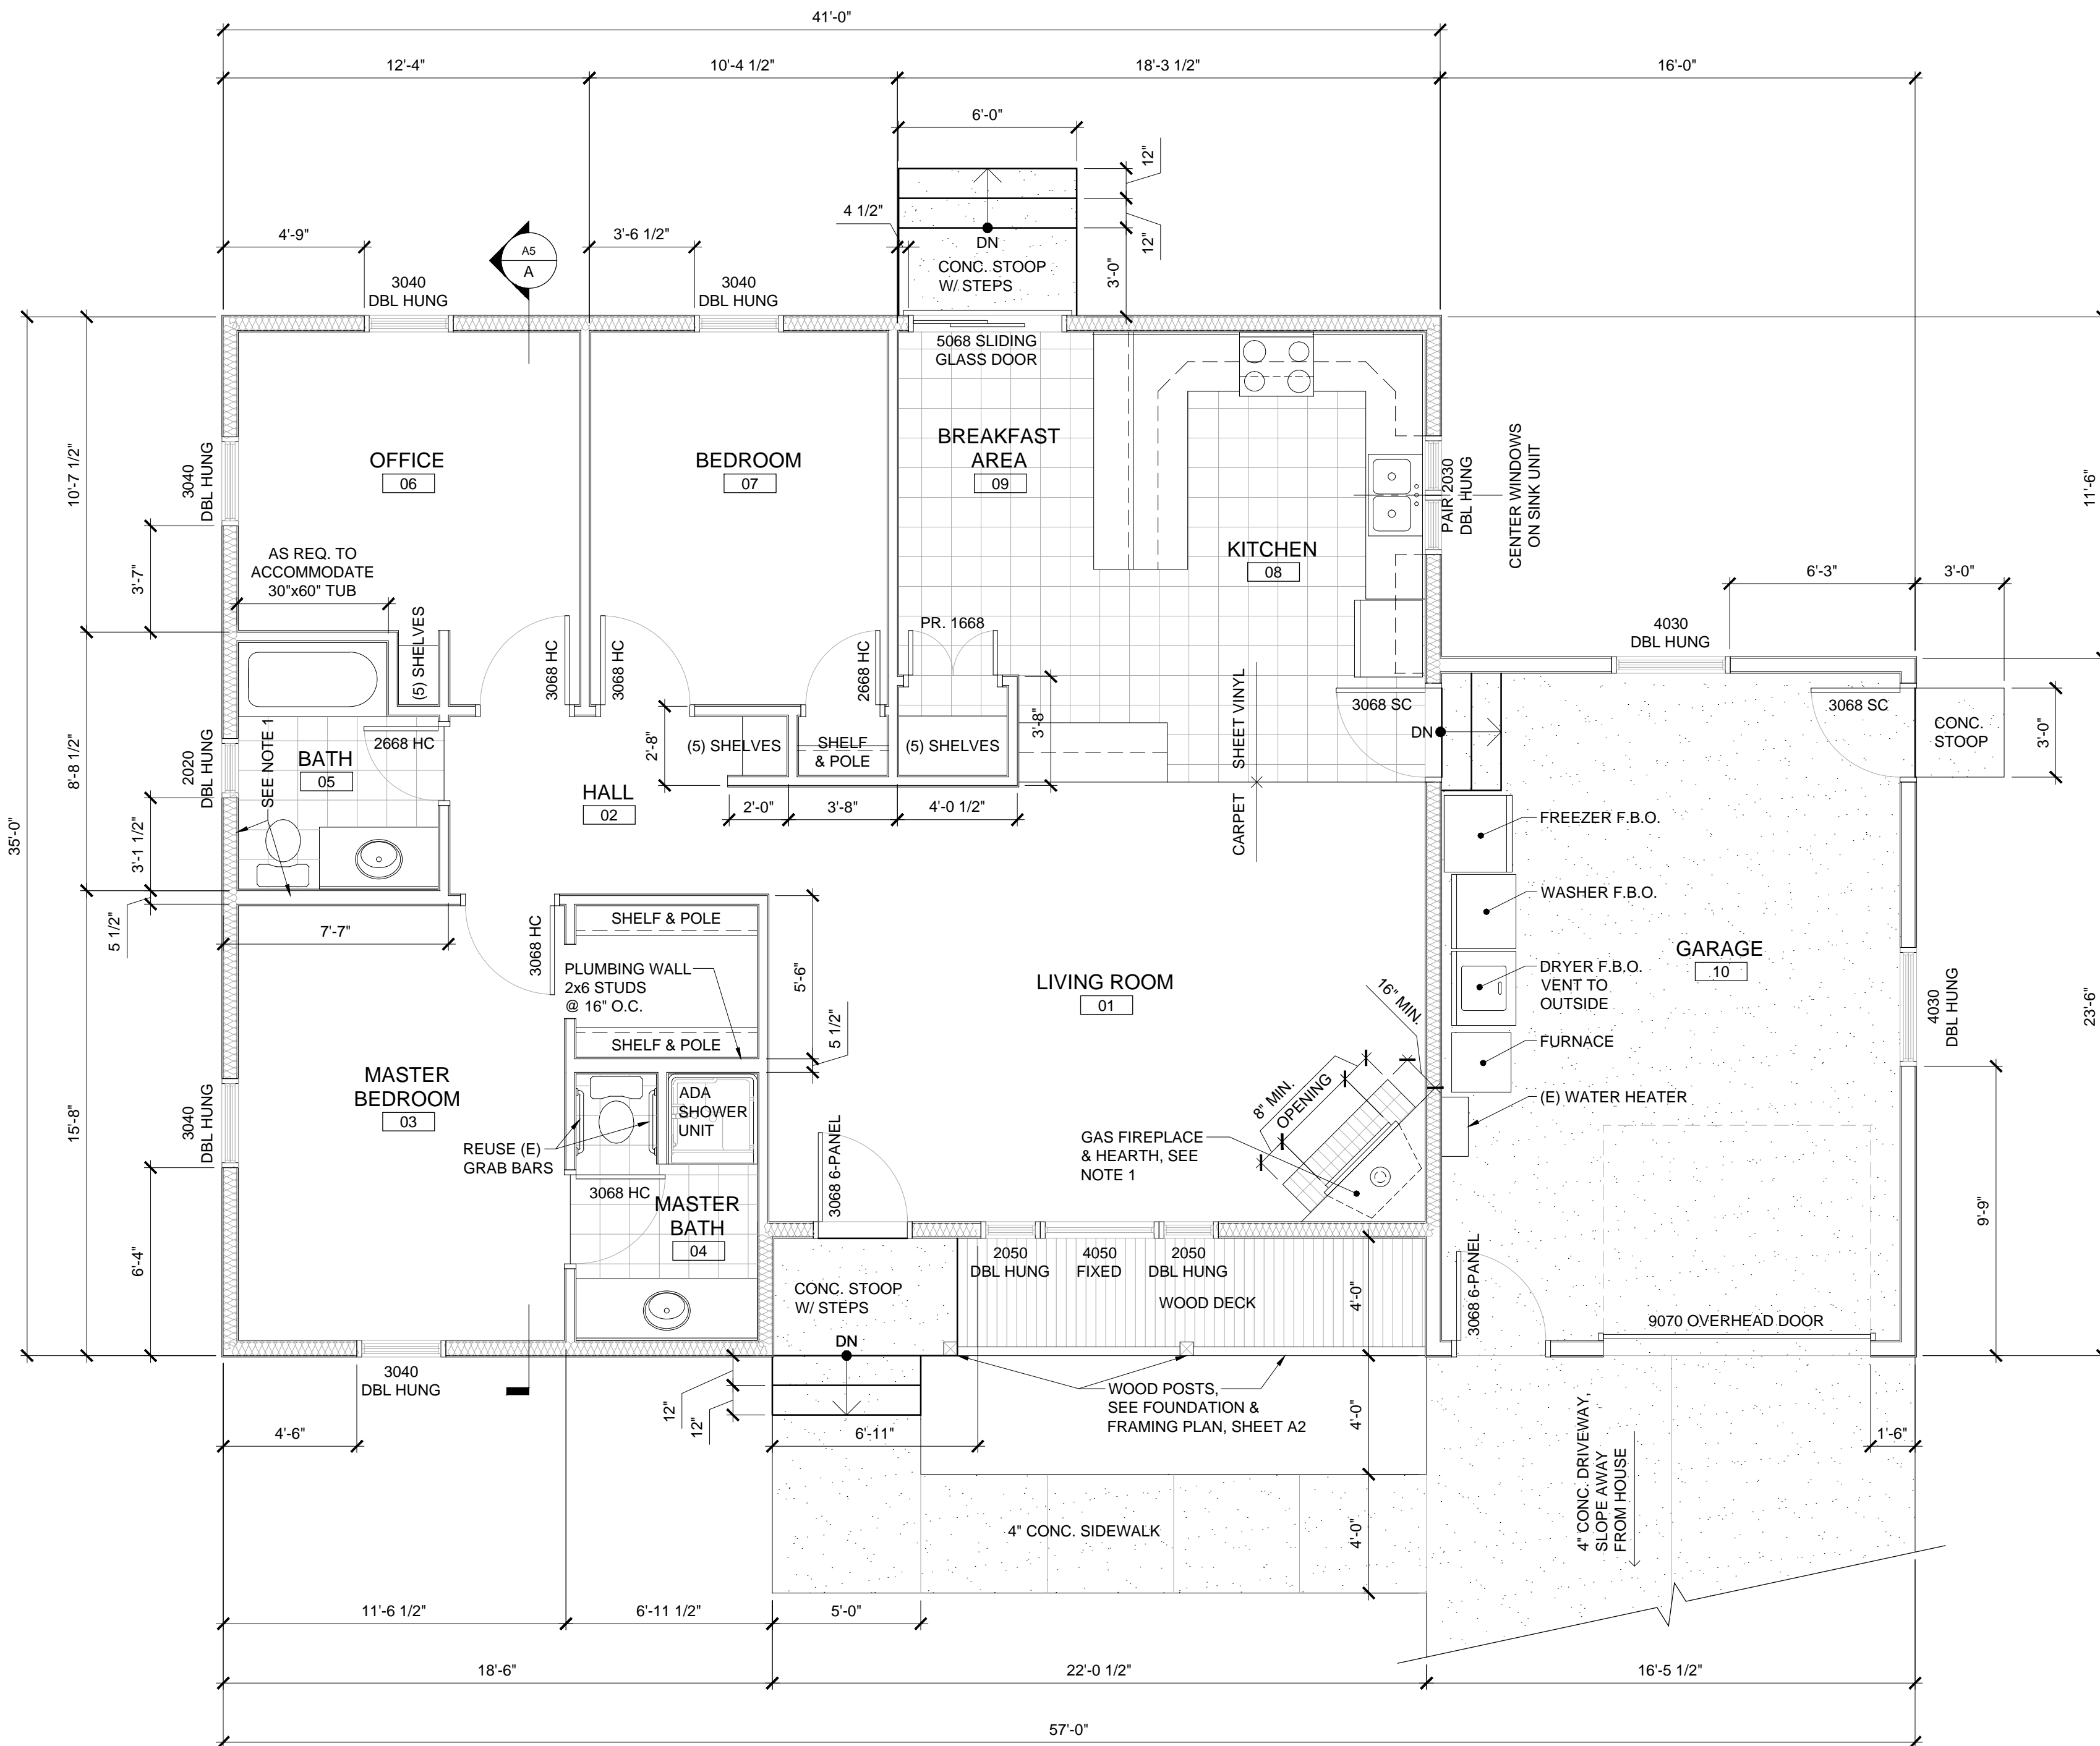 41'-0"
12'-4"
10'-4 1/2"
18'-3 1/2"
16'-0"
6'-0"
12"
12"
3'-0"
4 1/2"
4'-9"
A5
A
3'-6 1/2"
DN
CONC. STOOP
W/ STEPS
3040
DBL HUNG
3040
DBL HUNG
5068 SLIDING
GLASS DOOR
35'-0"
10'-7 1/2"
8'-8 1/2"
15'-8"
3'-7"
3'-1 1/2"
5 1/2"
6'-4"
3040
DBL HUNG
OFFICE
06
BEDROOM
07
BREAKFAST
AREA
09
KITCHEN
08
PAIR 2030
DBL HUNG
CENTER WINDOWS
ON SINK UNIT
11'-6"
23'-6"
AS REQ. TO
ACCOMMODATE
30"x60" TUB
(5) SHELVES
3068 HC
3068 HC
2668 HC
PR. 1668
6'-3"
3'-0"
4030
DBL HUNG
2020
DBL HUNG
SEE NOTE 1
2668 HC
BATH
05
HALL
02
2'-8"
(5) SHELVES
SHELF
& POLE
(5) SHELVES
3'-8"
SHEET VINYL
CARPET
3068 SC
DN
3068 SC
CONC.
STOOP
3'-0"
2'-0"
3'-8"
4'-0 1/2"
FREEZER F.B.O.
WASHER F.B.O.
DRYER F.B.O.
VENT TO
OUTSIDE
FURNACE
(E) WATER HEATER
GARAGE
10
4030
DBL HUNG
9'-9"
7'-7"
3068 HC
SHELF & POLE
PLUMBING WALL
2x6 STUDS
@ 16" O.C.
SHELF & POLE
5'-6"
5 1/2"
LIVING ROOM
01
16" MIN.
8" MIN.
OPENING
GAS FIREPLACE
& HEARTH, SEE
NOTE 1
3040
DBL HUNG
MASTER
BEDROOM
03
REUSE (E)
GRAB BARS
ADA
SHOWER
UNIT
3068 HC
MASTER
BATH
04
3068 6-PANEL
2050
DBL HUNG
4050
FIXED
2050
DBL HUNG
WOOD DECK
4'-0"
CONC. STOOP
W/ STEPS
DN
3068 6-PANEL
9070 OVERHEAD DOOR
3040
DBL HUNG
4'-6"
12"
12"
6'-11"
WOOD POSTS,
SEE FOUNDATION &
FRAMING PLAN, SHEET A2
4'-0"
4'-0"
4" CONC. SIDEWALK
4" CONC. DRIVEWAY,
SLOPE AWAY
FROM HOUSE
1'-6"
11'-6 1/2"
6'-11 1/2"
5'-0"
18'-6"
22'-0 1/2"
16'-5 1/2"
57'-0"